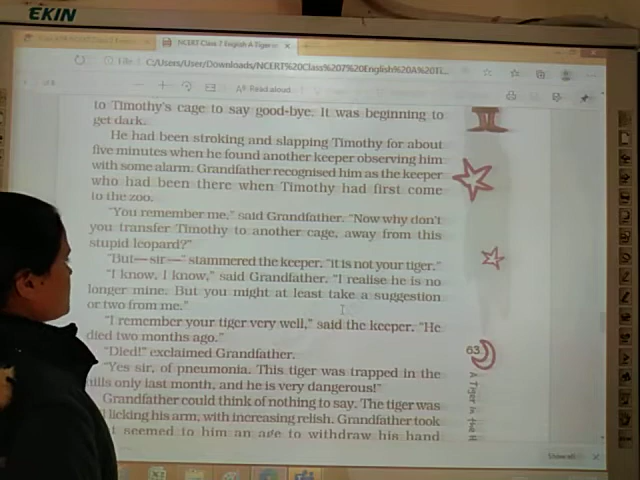 EKIN
NCERT Class 7 English A Tiger in
File C:/Users/User/Downloads/NCERT%20Class%207%20English%20A%20Ti...
Read aloud
to Timothy's cage to say good-bye. It was beginning to
get dark.
He had been stroking and slapping Timothy for about
five minutes when he found another keeper observing him
with some alarm. Grandfather recognised him as the keeper
who had been there when Timothy had first come
to the zoo.
"You remember me," said Grandfather. "Now why don't
you transfer Timothy to another cage, away from this
stupid leopard?"
"But—sir—" stammered the keeper, "it is not your tiger."
"I know, I know," said Grandfather. "I realise he is no
longer mine. But you might at least take a suggestion
or two from me."
"I remember your tiger very well," said the keeper. "He
died two months ago."
"Died!" exclaimed Grandfather.
"Yes sir, of pneumonia. This tiger was trapped in the
hills only last month, and he is very dangerous!"
Grandfather could think of nothing to say. The tiger was
licking his arm, with increasing relish. Grandfather took
seemed to him an age to withdraw his hand
63
A Tiger in the H
Show all